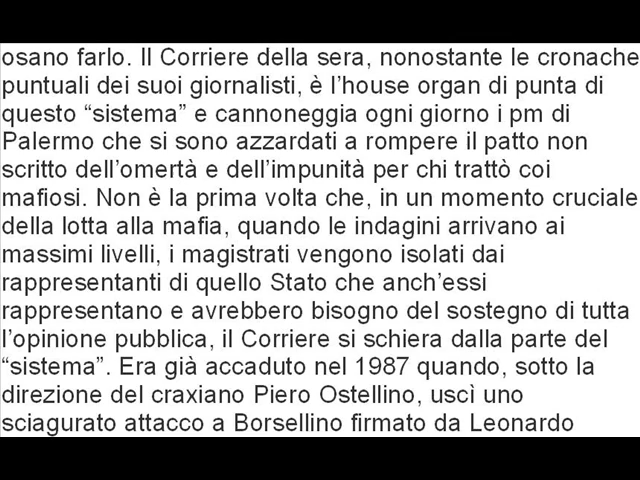 osano farlo. Il Corriere della sera, nonostante le cronache
puntuali dei suoi giornalisti, è l’house organ di punta di
questo “sistema” e cannoneggia ogni giorno i pm di
Palermo che si sono azzardati a rompere il patto non
scritto dell’omertà e dell’impunità per chi trattò coi
mafiosi. Non è la prima volta che, in un momento cruciale
della lotta alla mafia, quando le indagini arrivano ai
massimi livelli, i magistrati vengono isolati dai
rappresentanti di quello Stato che anch’essi
rappresentano e avrebbero bisogno del sostegno di tutta
l’opinione pubblica, il Corriere si schiera dalla parte del
“sistema”. Era già accaduto nel 1987 quando, sotto la
direzione del craxiano Piero Ostellino, uscì uno
sciagurato attacco a Borsellino firmato da Leonardo